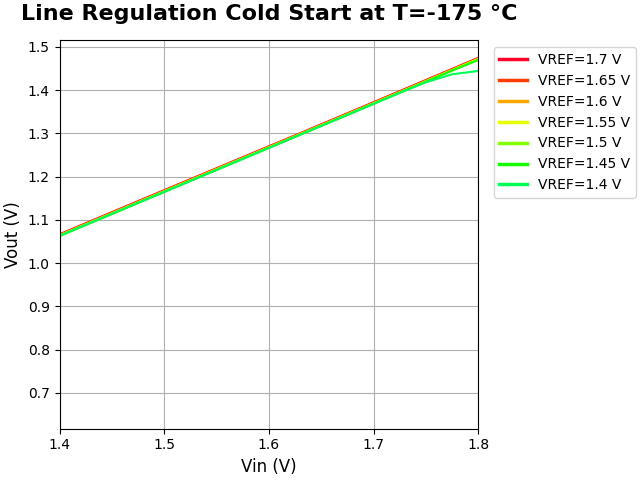 Line Regulation Cold Start at T=-175 °C
Vout (V)
1.5
1.4
1.3
1.2
1.1
1.0
0.9
0.8
0.7
1.4 1.5 1.6 1.7 1.8
Vin (V)
VREF=1.7 V
VREF=1.65 V
VREF=1.6 V
VREF=1.55 V
VREF=1.5 V
VREF=1.45 V
VREF=1.4 V